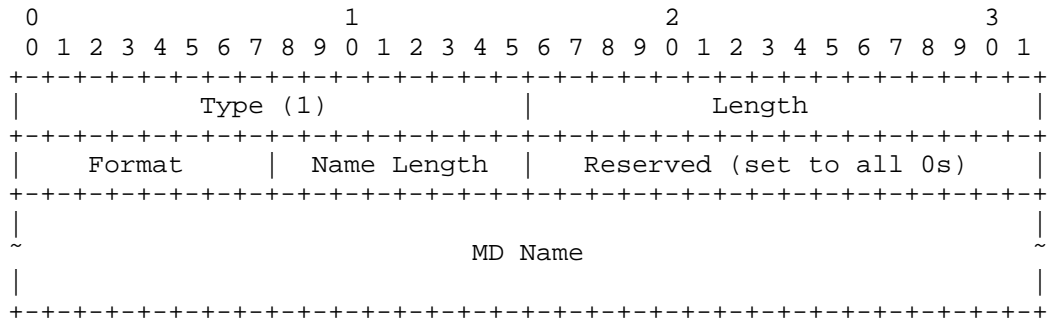 0                   1                   2                   3
 0 1 2 3 4 5 6 7 8 9 0 1 2 3 4 5 6 7 8 9 0 1 2 3 4 5 6 7 8 9 0 1
+-+-+-+-+-+-+-+-+-+-+-+-+-+-+-+-+-+-+-+-+-+-+-+-+-+-+-+-+-+-+-+-+
|           Type (1)            |           Length              |
+-+-+-+-+-+-+-+-+-+-+-+-+-+-+-+-+-+-+-+-+-+-+-+-+-+-+-+-+-+-+-+-+
|    Format     |  Name Length  |   Reserved (set to all 0s)    |
+-+-+-+-+-+-+-+-+-+-+-+-+-+-+-+-+-+-+-+-+-+-+-+-+-+-+-+-+-+-+-+-+
|                                                               |
~                            MD Name                            ~
|                                                               |
+-+-+-+-+-+-+-+-+-+-+-+-+-+-+-+-+-+-+-+-+-+-+-+-+-+-+-+-+-+-+-+-+